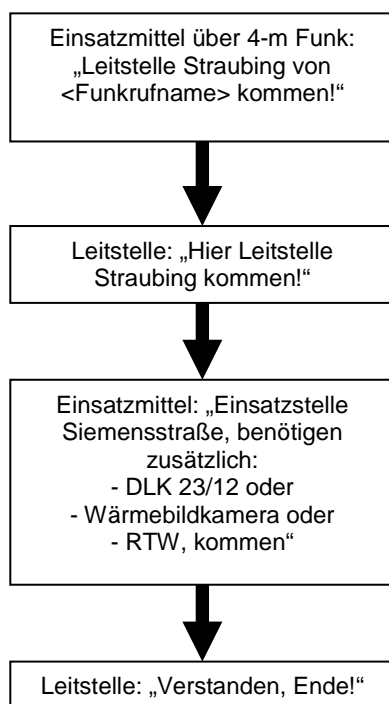 Einsatzmittel über 4-m Funk:
„Leitstelle Straubing von
<Funkrufname> kommen!“
Leitstelle: „Hier Leitstelle
Straubing kommen!“
Einsatzmittel: „Einsatzstelle
Siemensstraße, benötigen
zusätzlich:
- DLK 23/12 oder
- Wärmebildkamera oder
- RTW, kommen“
Leitstelle: „Verstanden, Ende!“